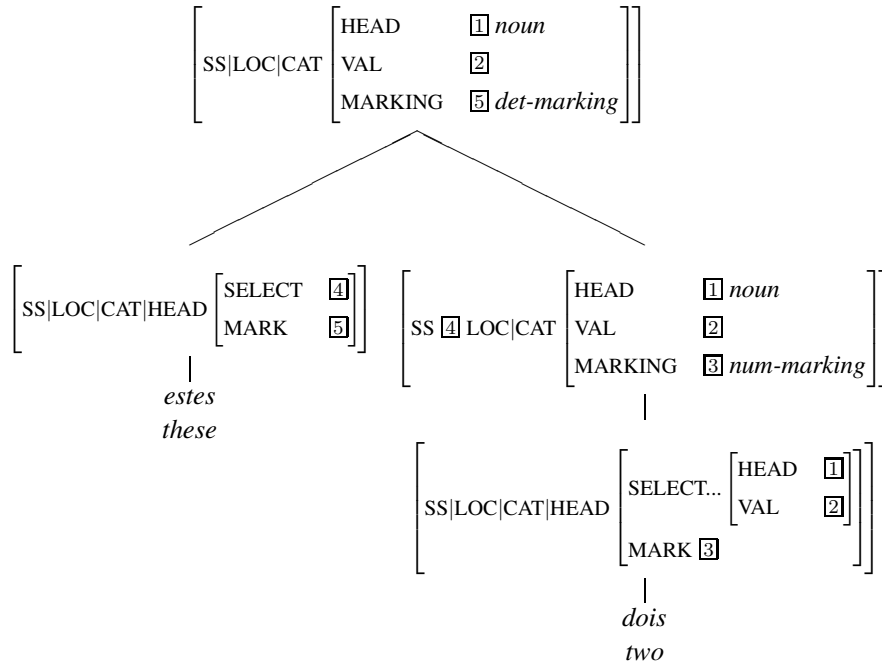 HEAD 1 noun
SS|LOC|CAT VAL 2
MARKING 5 det-marking
SS|LOC|CAT|HEAD SELECT 4
MARK 5
estes
these
HEAD 1 noun
SS 4 LOC|CAT VAL 2
MARKING 3 num-marking
SS|LOC|CAT|HEAD SELECT... HEAD 1
VAL 2
MARK 3
dois
two